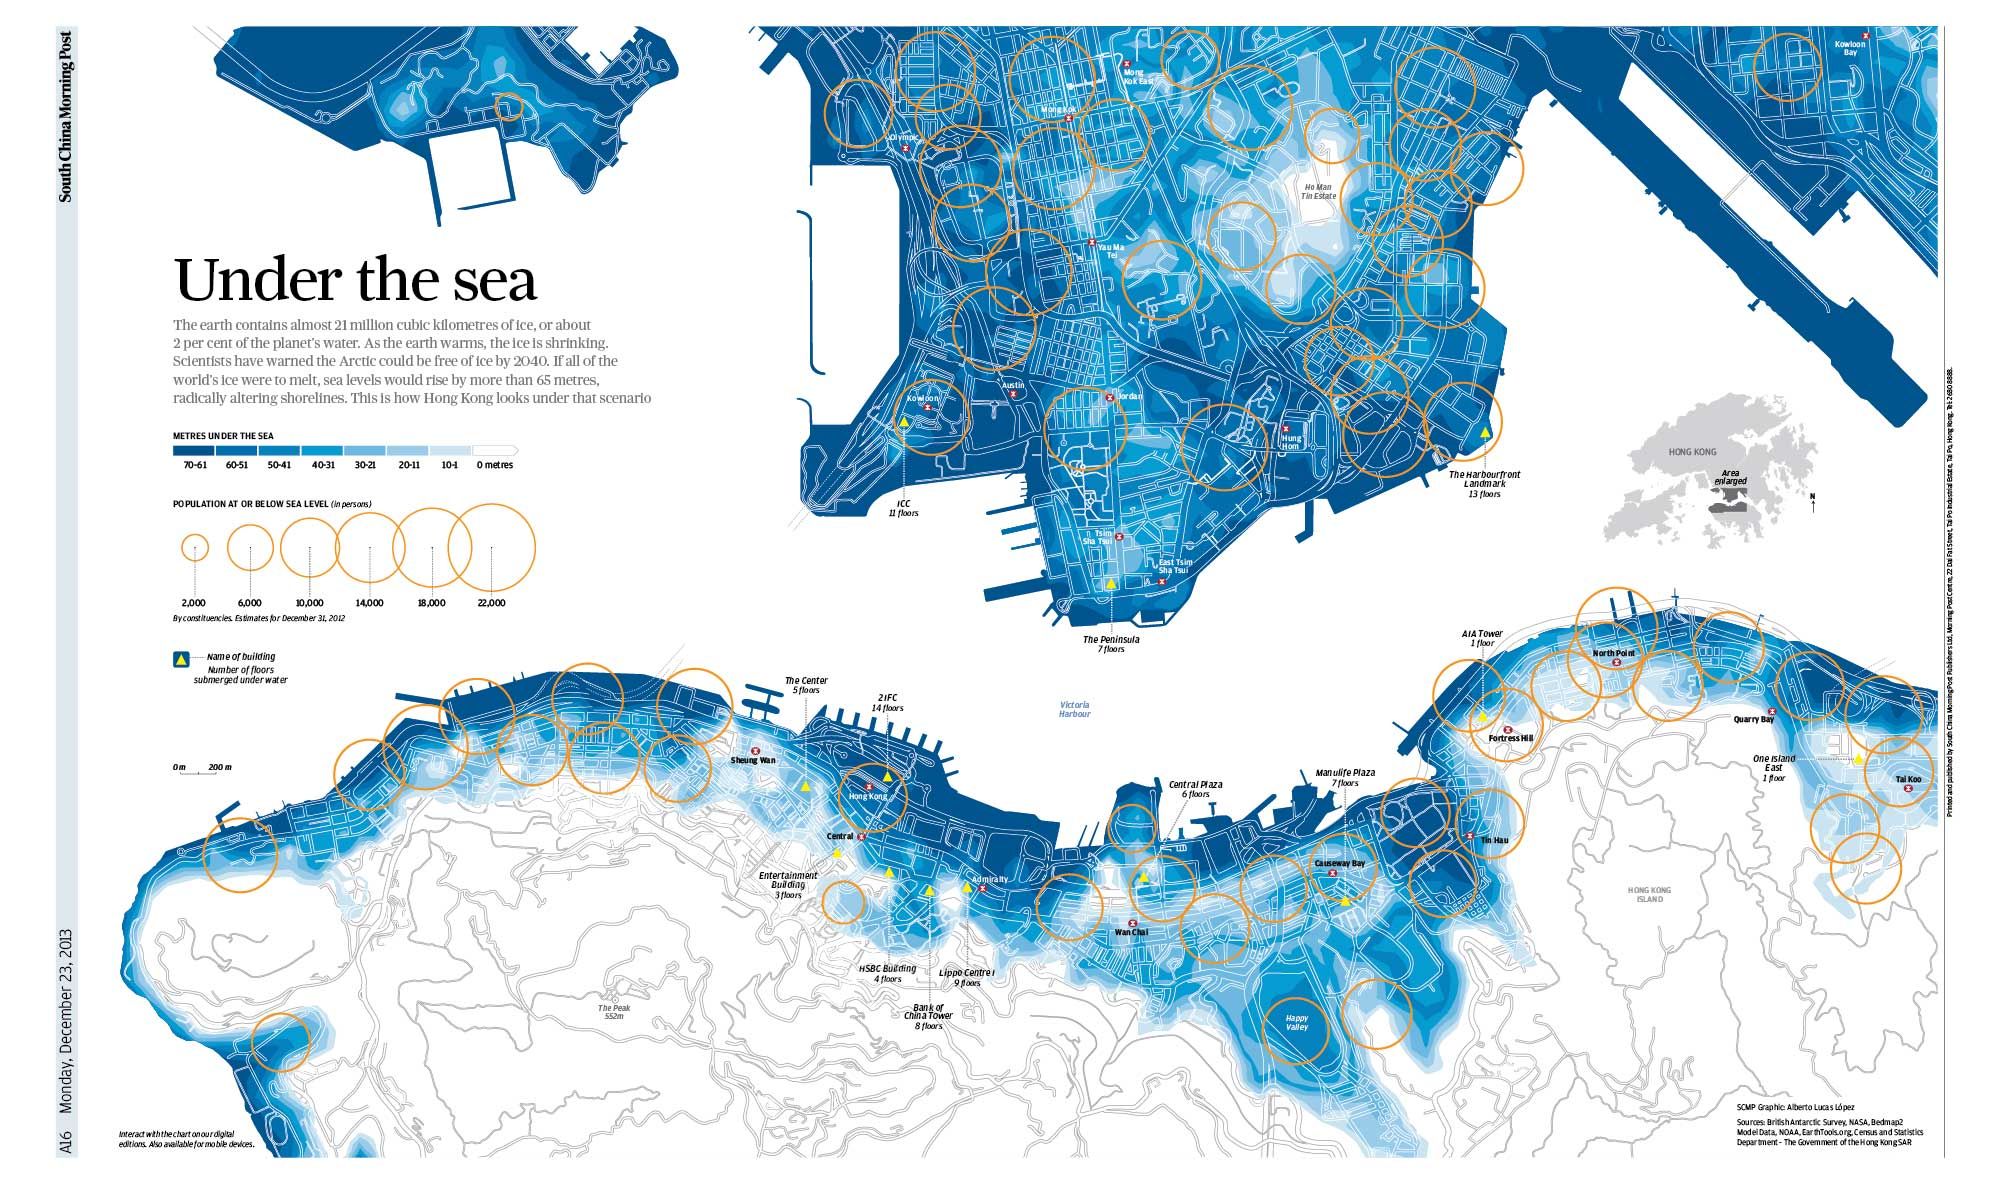 South China Morning Post
A16 Monday, December 23, 2013
Under the sea
The earth contains almost 21 million cubic kilometres of ice, or about
2 per cent of the planet's water. As the earth warms, the ice is shrinking.
Scientists have warned the Arctic could be free of ice by 2040. If all of the
world's ice were to melt, sea levels would rise by more than 65 metres,
radically altering shorelines. This is how Hong Kong looks under that scenario
METRES UNDER THE SEA
70-61 60-51 50-41 40-31 30-21 20-11 10-1 0 metres
POPULATION AT OR BELOW SEA LEVEL (in persons)
2,000 6,000 10,000 14,000 18,000 22,000
By constituencies. Estimates for December 31, 2012
Name of building
Number of floors
submerged under water
0 m 200 m
Kowloon
Bay
Mong
Kok East
Mong Kok
Olympic
Ho Man
Tin Estate
Yau Ma
Tei
Austin
Kowloon
Jordan
Hung
Hom
ICC
11 floors
The Harbourfront
Landmark
13 floors
Tsim
Sha Tsui
East Tsim
Sha Tsui
The Peninsula
7 floors
HONG KONG
Area
enlarged
N
Victoria
Harbour
The Center
5 floors
2 IFC
14 floors
Sheung Wan
Hong Kong
Central
Entertainment
Building
3 floors
Admiralty
HSBC Building
4 floors
Lippo Centre I
9 floors
Bank of
China Tower
8 floors
The Peak
552m
Central Plaza
6 floors
Manulife Plaza
7 floors
Causeway Bay
Wan Chai
Happy
Valley
Tin Hau
AIA Tower
1 floor
North Point
Fortress Hill
Quarry Bay
One Island
East
1 floor
Tai Koo
HONG KONG
ISLAND
Interact with the chart on our digital
editions. Also available for mobile devices.
SCMP Graphic: Alberto Lucas López
Sources: British Antarctic Survey, NASA, Bedmap2
Model Data, NOAA, EarthTools.org, Census and Statistics
Department - The Government of the Hong Kong SAR
Printed and published by South China Morning Post Publishers Ltd, Morning Post Centre, 22 Dai Fat Street, Tai Po Industrial Estate, Tai Po, Hong Kong. Tel: 2680 8888.